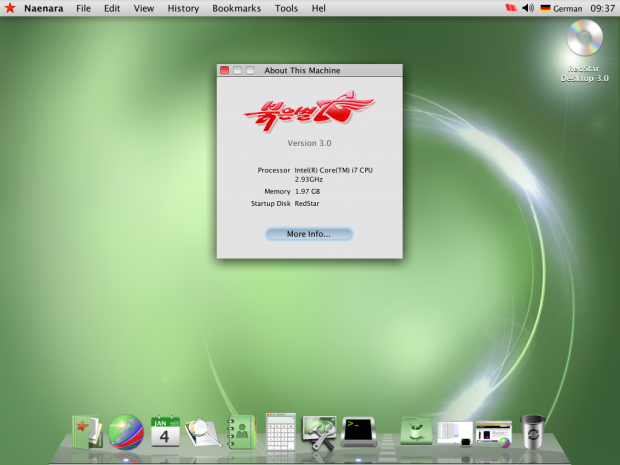 Naenara File Edit View History Bookmarks Tools Hel German 09:37
RedStar
Desktop 3.0
About This Machine
붉은별
Version 3.0
Processor Intel(R) Core(TM) i7 CPU
2.93GHz
Memory 1.97 GB
Startup Disk RedStar
More Info...
JAN
4
>_